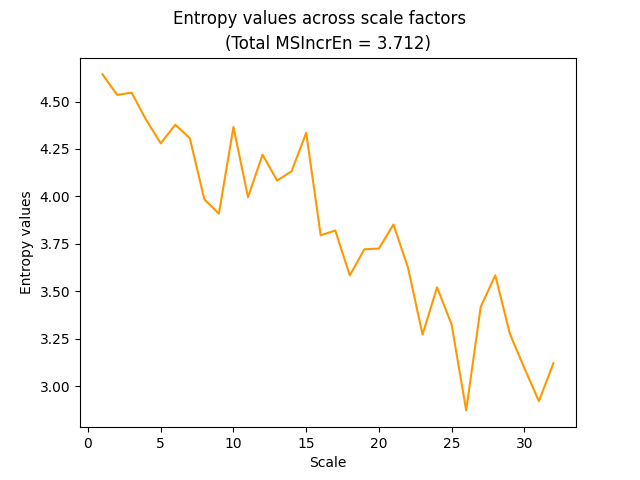 Entropy values across scale factors
(Total MSIncrEn = 3.712)
4.50
4.25
4.00
3.75
3.50
3.25
3.00
Entropy values
0 5 10 15 20 25 30
Scale